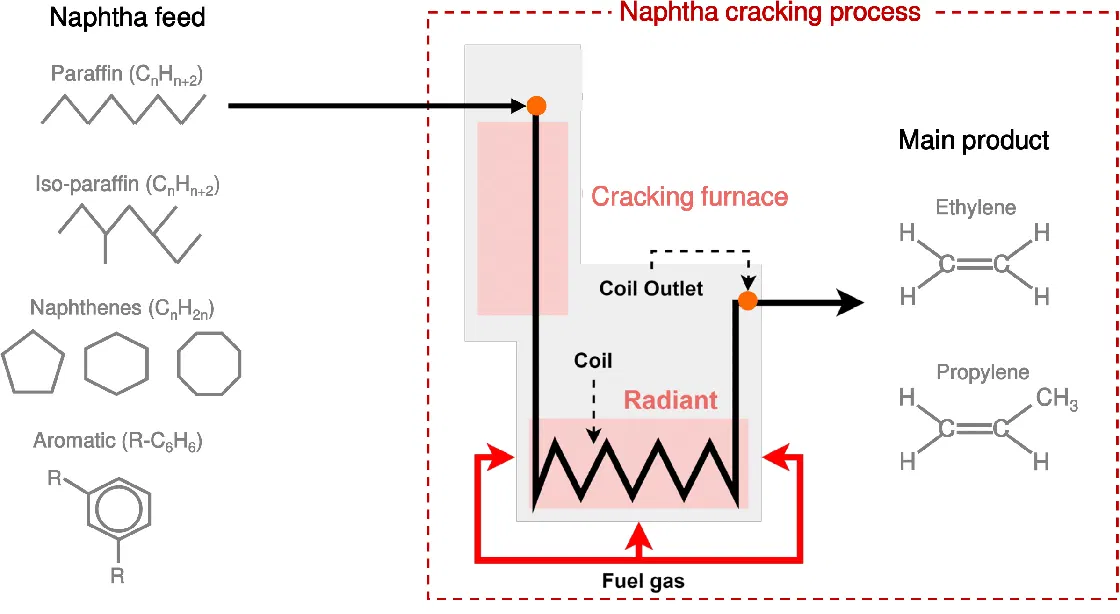 Naphtha feed
Paraffin (CₙHₙ₊₂)
Iso-paraffin (CₙHₙ₊₂)
Naphthenes (CₙH₂ₙ)
Aromatic (R-C₆H₆)
R
R
Naphtha cracking process
Cracking furnace
Coil Outlet
Coil
Radiant
Fuel gas
Main product
Ethylene
H H
C C
H H
Propylene
H CH₃
C C
H H